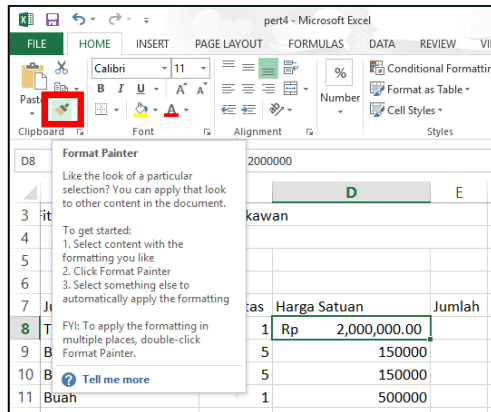 pert4 - Microsoft Excel
FILE HOME INSERT PAGE LAYOUT FORMULAS DATA REVIEW
Calibri 11 % Conditional Formattin
B I U A A Number Format as Table
Cell Styles
Clipboard Font Alignment Styles
D8 2000000
Format Painter
Like the look of a particular
selection? You can apply that look
to other content in the document.
To get started:
1. Select content with the
formatting you like
2. Click Format Painter
3. Select something else to
automatically apply the formatting
FYI: To apply the formatting in
multiple places, double-click
Format Painter.
Tell me more
D E
3 kawan
4
5
6
7 tas Harga Satuan Jumlah
8 T 1 Rp 2,000,000.00
9 B 5 150000
10 B 5 150000
11 Buah 1 500000